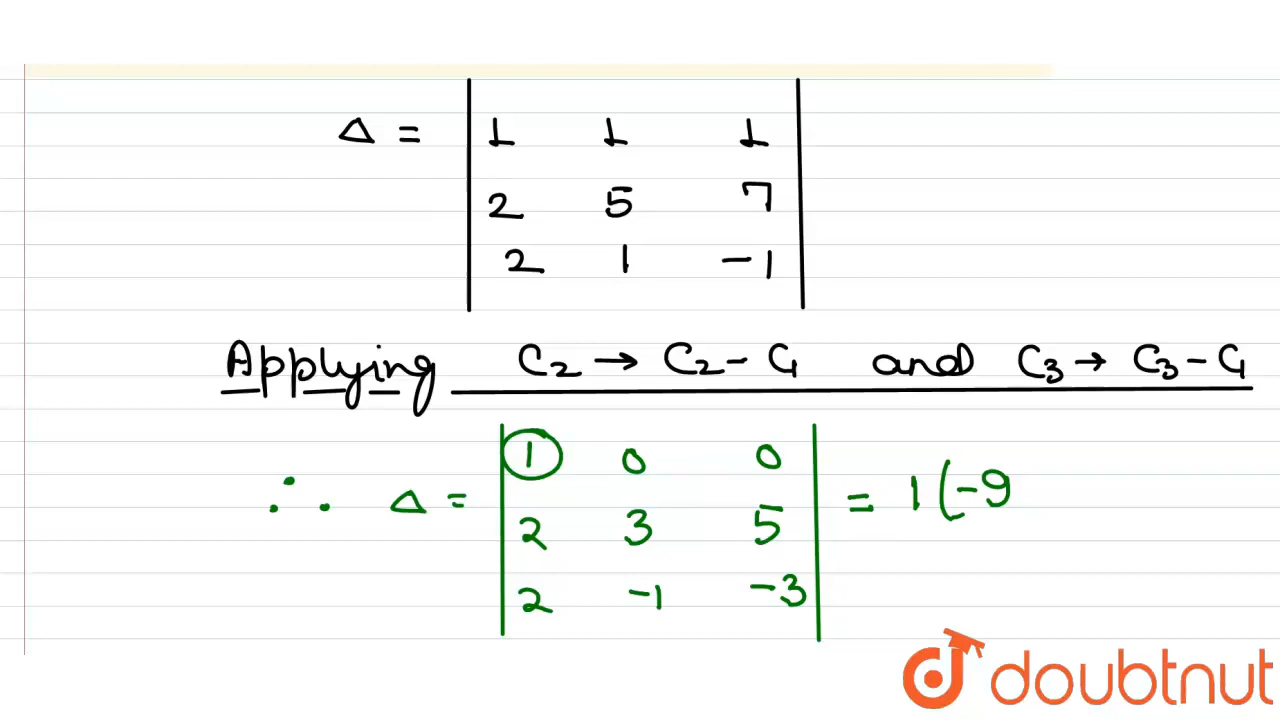 Δ = | 1 1 1 |
| 2 5 7 |
| 2 1 -1 |
Applying C2 → C2 - C1 and C3 → C3 - C1
∴ Δ = | 1 0 0 | = 1(-9
| 2 3 5 |
| 2 -1 -3 |
doubtnut